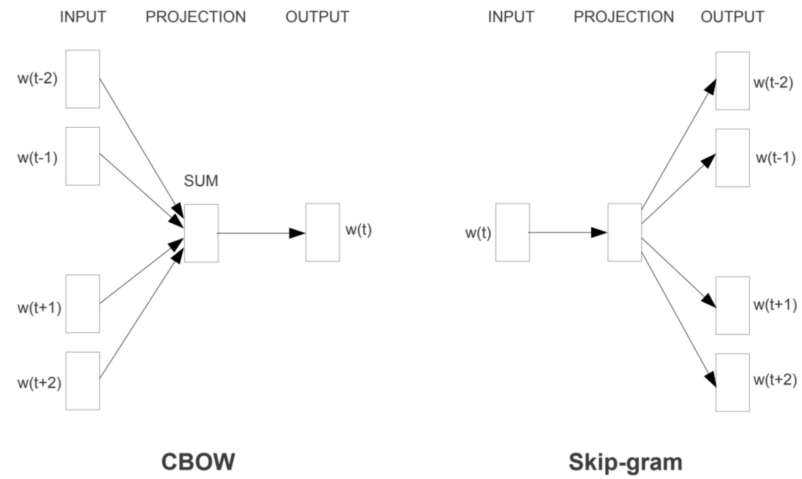 INPUT PROJECTION OUTPUT
w(t-2)
w(t-1)
SUM
w(t)
w(t+1)
w(t+2)
CBOW
INPUT PROJECTION OUTPUT
w(t-2)
w(t-1)
w(t)
w(t+1)
w(t+2)
Skip-gram